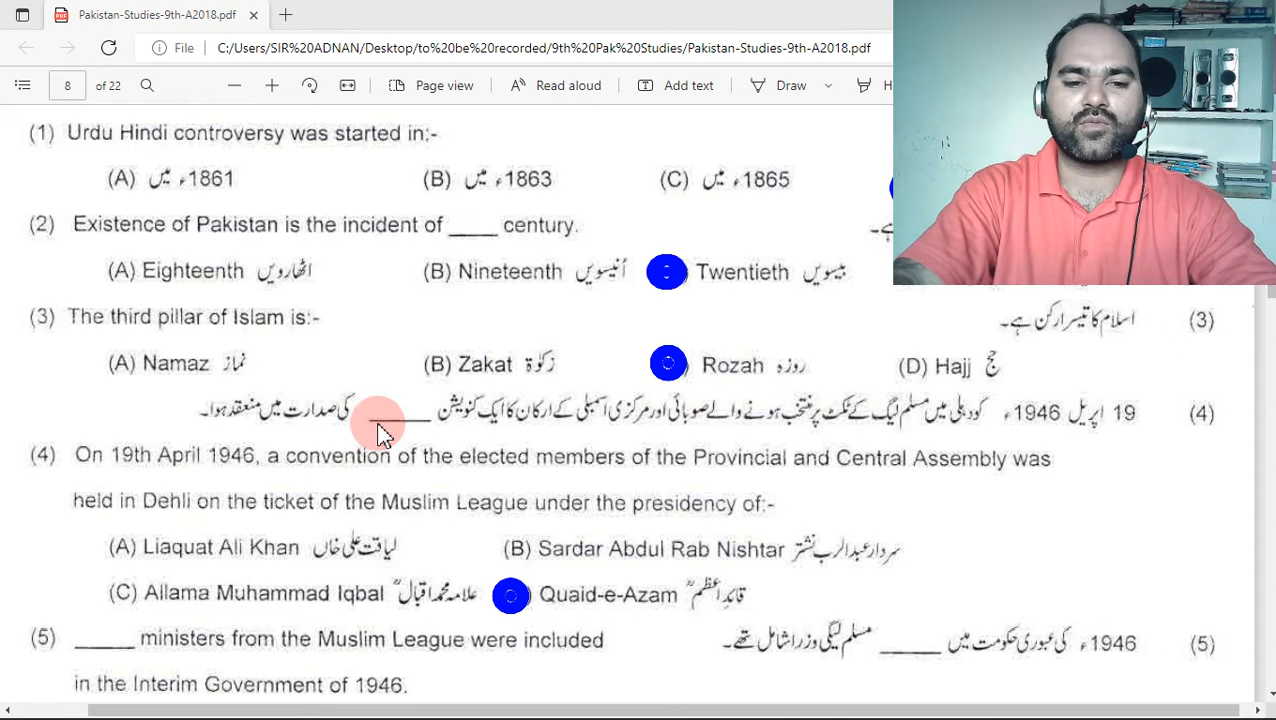 Pakistan-Studies-9th-A2018.pdf
File C:/Users/SIR%20ADNAN/Desktop/to%20be%20recorded/9th%20Pak%20Studies/Pakistan-Studies-9th-A2018.pdf
8 of 22 Page view Read aloud Add text Draw H
(1) Urdu Hindi controversy was started in:-
(A) 1861ء میں (B) 1863ء میں (C) 1865ء میں
(2) Existence of Pakistan is the incident of ____ century. ہے۔
(A) Eighteenth اٹھارویں (B) Nineteenth اُنیسویں Twentieth بیسویں
(3) The third pillar of Islam is:- اسلام کا تیسرا رکن ہے۔ (3)
(A) Namaz نماز (B) Zakat زکوٰۃ Rozah روزہ (D) Hajj حج
(4) 19 اپریل 1946ء کو دہلی میں مسلم لیگ کے ٹکٹ پر منتخب ہونے والے صوبائی اور مرکزی اسمبلی کے ارکان کا ایک کنونیشن ____ کی صدارت میں منعقد ہوا۔
(4) On 19th April 1946, a convention of the elected members of the Provincial and Central Assembly was
held in Dehli on the ticket of the Muslim League under the presidency of:-
(A) Liaquat Ali Khan لیاقت علی خاں (B) Sardar Abdul Rab Nishtar سردار عبدالرب نشتر
(C) Allama Muhammad Iqbal علامہ محمد اقبالؒ ) Quaid-e-Azam قائدِ اعظمؒ
(5) ____ ministers from the Muslim League were included 1946ء کی عبوری حکومت میں ____ مسلم لیگی وزرا شامل تھے۔ (5)
in the Interim Government of 1946.